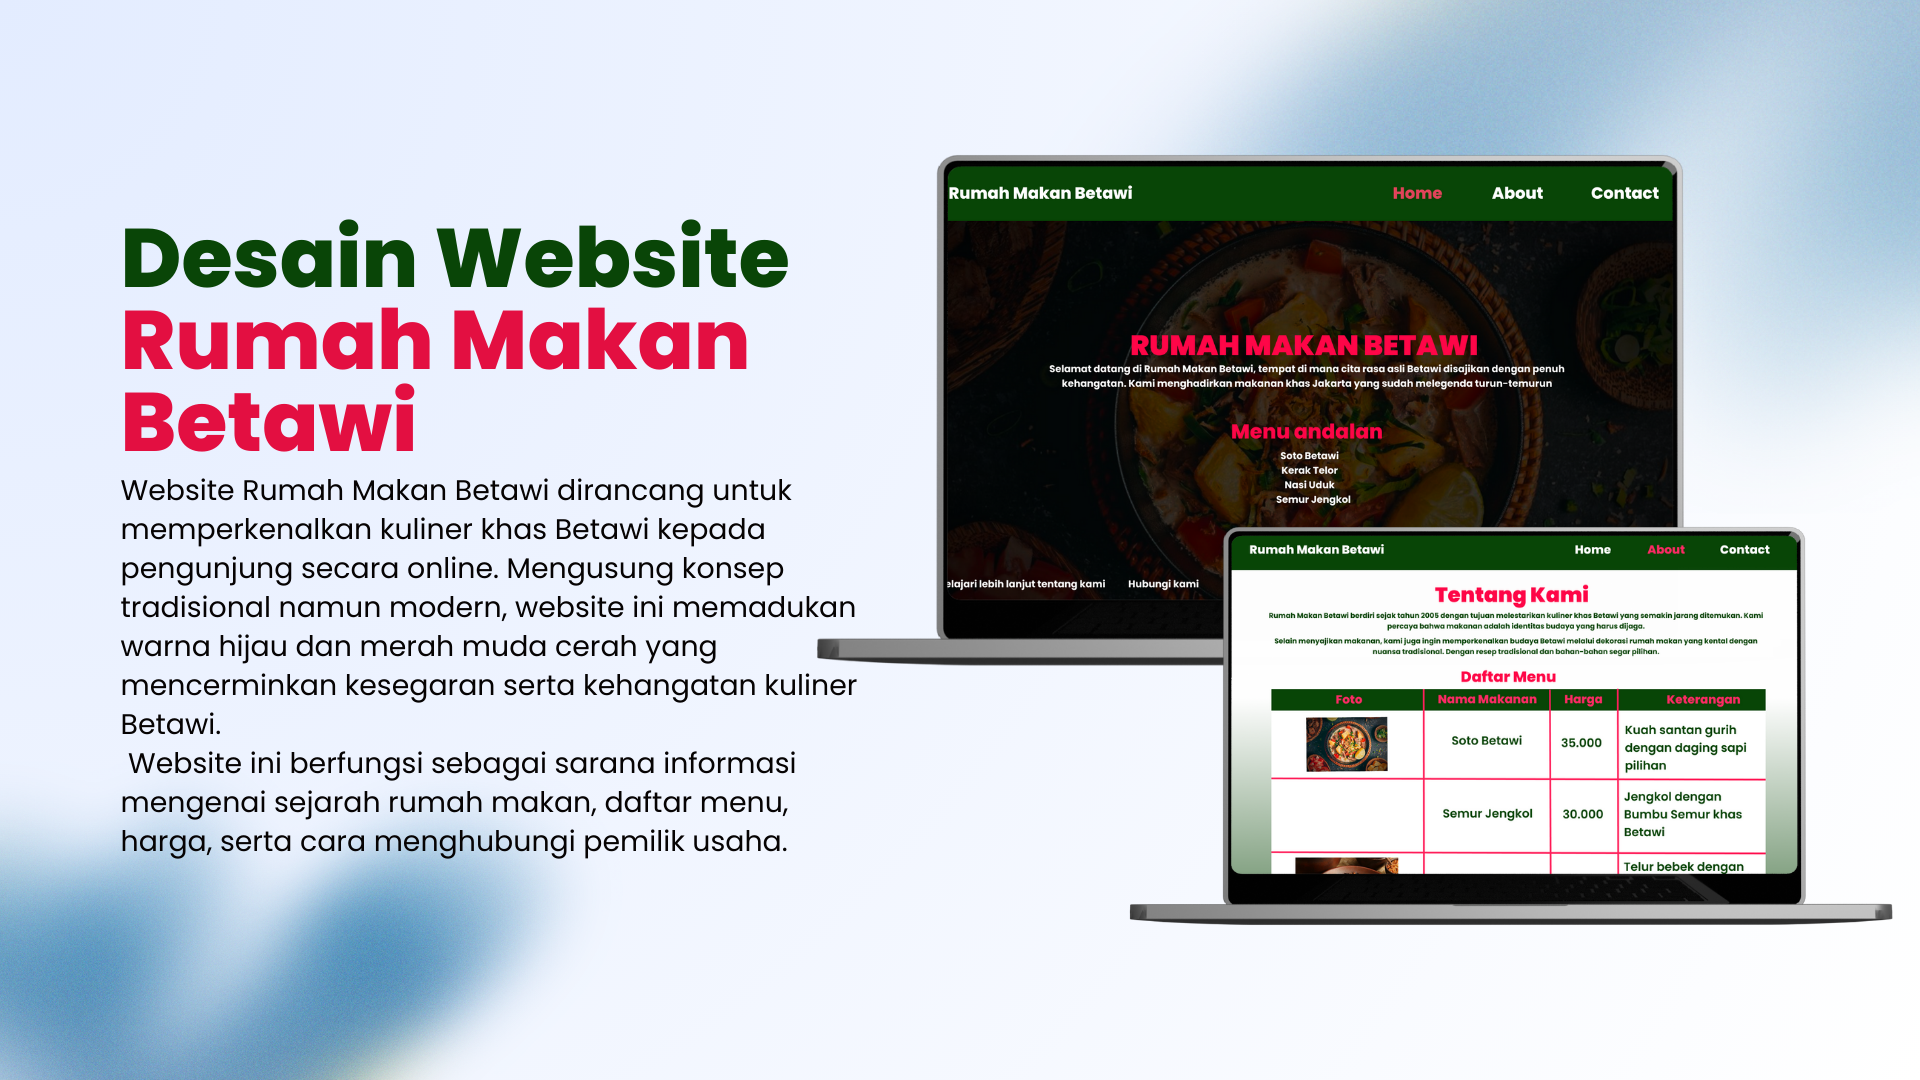 Desain Website
Rumah Makan
Betawi
Website Rumah Makan Betawi dirancang untuk
memperkenalkan kuliner khas Betawi kepada
pengunjung secara online. Mengusung konsep
tradisional namun modern, website ini memadukan
warna hijau dan merah muda cerah yang
mencerminkan kesegaran serta kehangatan kuliner
Betawi.
Website ini berfungsi sebagai sarana informasi
mengenai sejarah rumah makan, daftar menu,
harga, serta cara menghubungi pemilik usaha.
Rumah Makan Betawi Home About Contact
RUMAH MAKAN BETAWI
Selamat datang di Rumah Makan Betawi, tempat di mana cita rasa asli Betawi disajikan dengan penuh
kehangatan. Kami menghadirkan makanan khas Jakarta yang sudah melegenda turun-temurun
Menu andalan
Soto Betawi
Kerak Telor
Nasi Uduk
Semur Jengkol
elajari lebih lanjut tentang kami Hubungi kami
Rumah Makan Betawi Home About Contact
Tentang Kami
Rumah Makan Betawi berdiri sejak tahun 2005 dengan tujuan melestarikan kuliner khas Betawi yang semakin jarang ditemukan. Kami
percaya bahwa makanan adalah identitas budaya yang harus dijaga.
Selain menyajikan makanan, kami juga ingin memperkenalkan budaya Betawi melalui dekorasi rumah makan yang kental dengan
nuansa tradisional. Dengan resep tradisional dan bahan-bahan segar pilihan.
Daftar Menu
Foto Nama Makanan Harga Keterangan
Soto Betawi 35.000 Kuah santan gurih
dengan daging sapi
pilihan
Semur Jengkol 30.000 Jengkol dengan
Bumbu Semur khas
Betawi
Telur bebek dengan